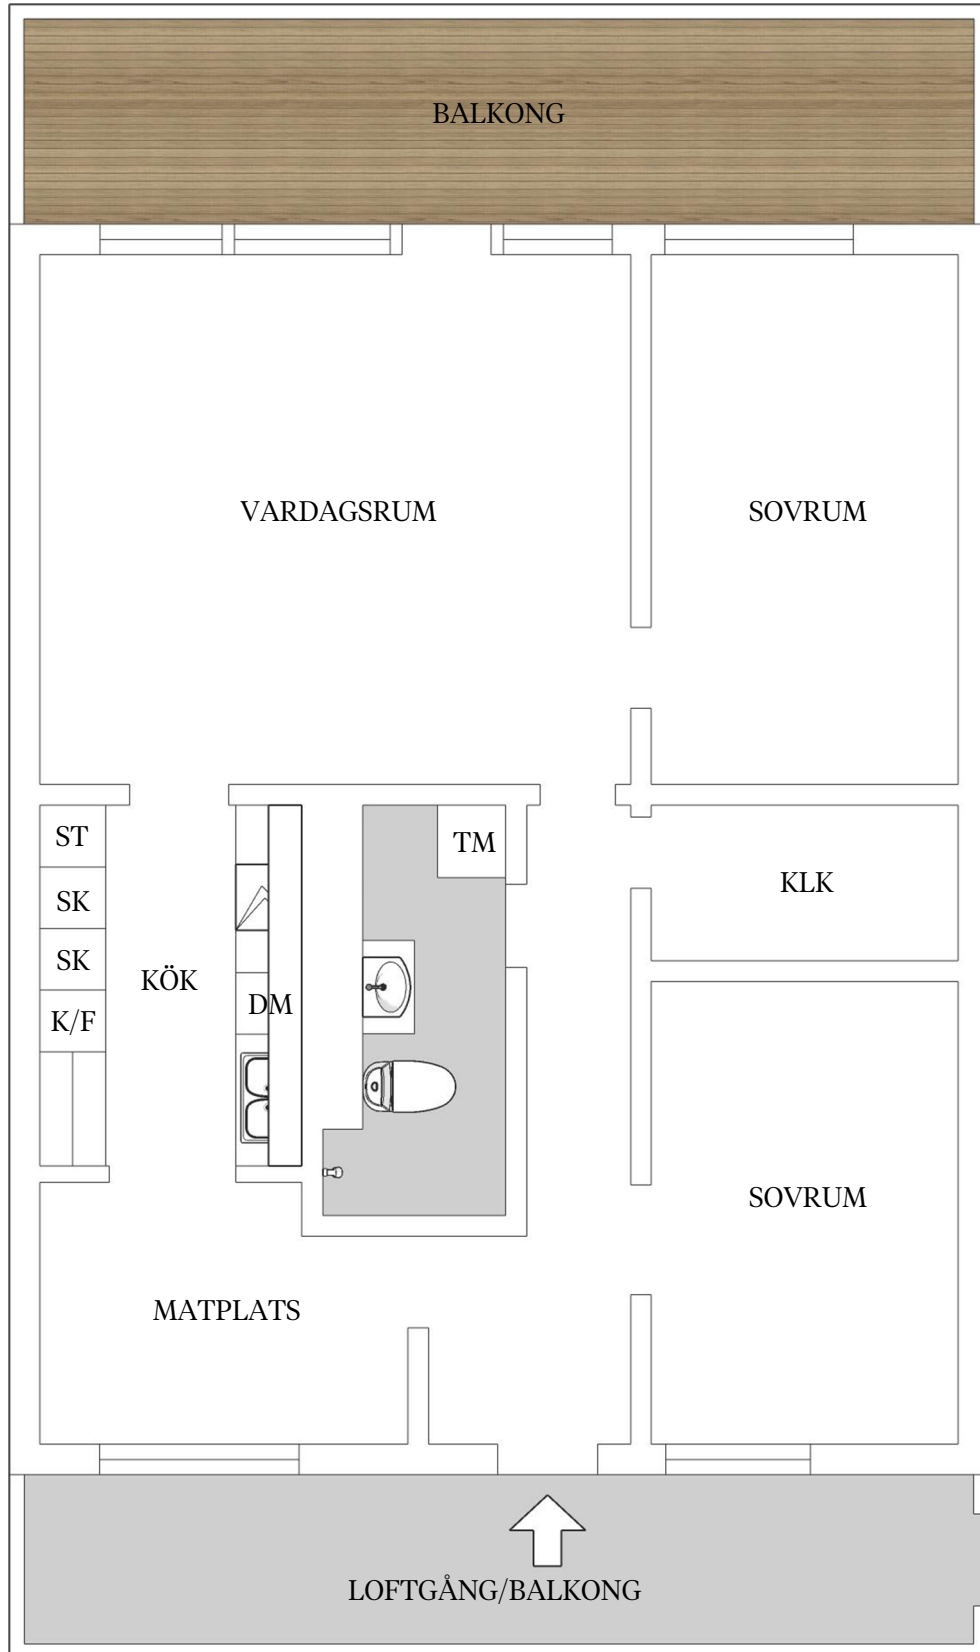 BALKONG
VARDAGSRUM
SOVRUM
ST
TM
SK
KLK
SK
KÖK
DM
K/F
SOVRUM
MATPLATS
LOFTGÅNG/BALKONG